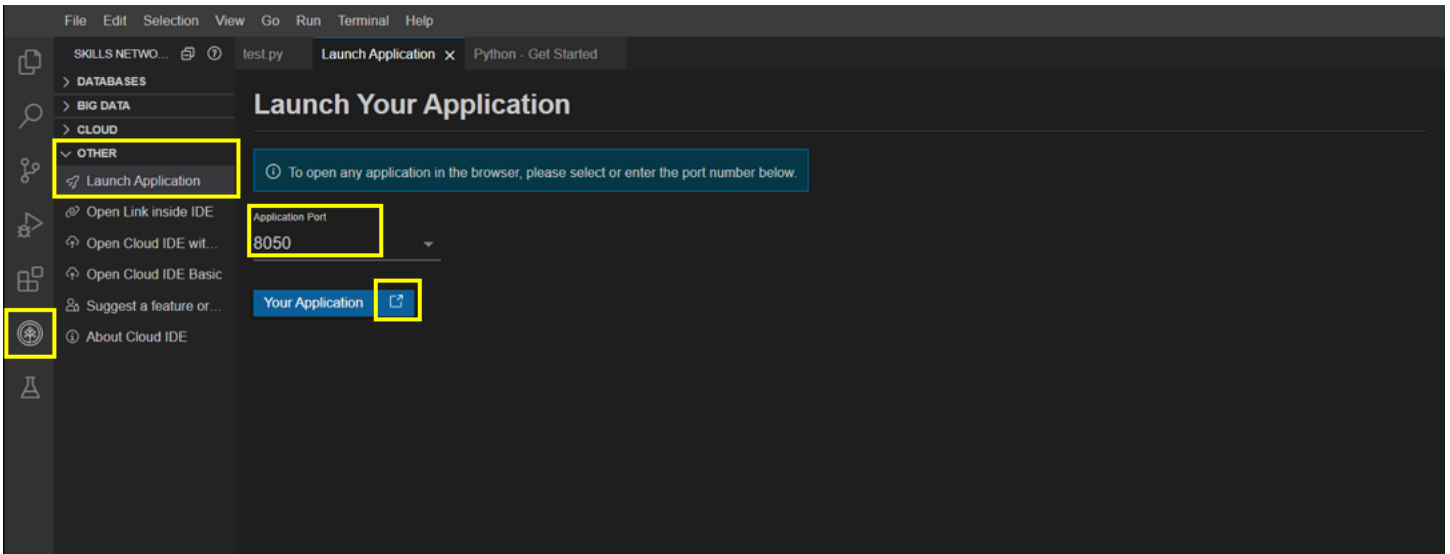 File Edit Selection View Go Run Terminal Help
SKILLS NETWO...
test.py Launch Application Python - Get Started
DATABASES
BIG DATA
CLOUD
OTHER
Launch Application
Open Link inside IDE
Open Cloud IDE wit...
Open Cloud IDE Basic
Suggest a feature or...
About Cloud IDE
Launch Your Application
To open any application in the browser, please select or enter the port number below.
Application Port
8050
Your Application